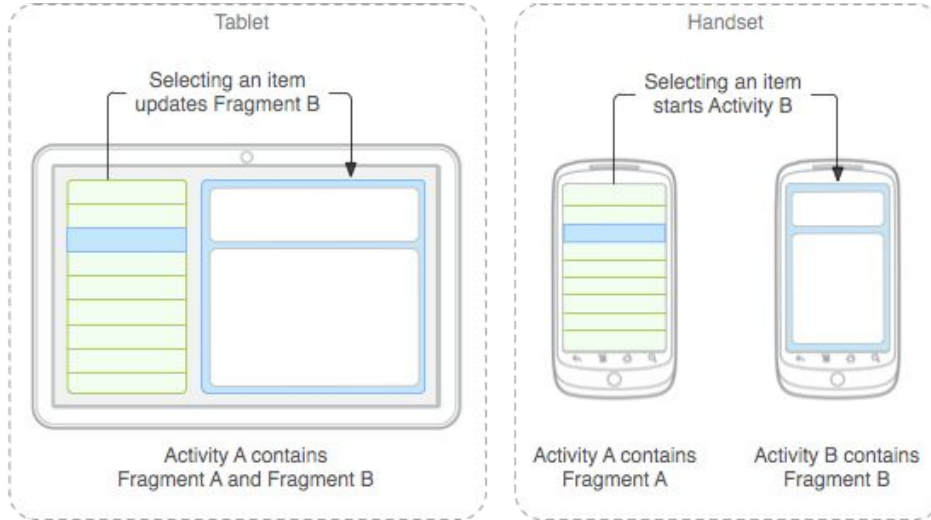 Tablet
Selecting an item
updates Fragment B
Activity A contains
Fragment A and Fragment B
Handset
Selecting an item
starts Activity B
Activity A contains
Fragment A
Activity B contains
Fragment B